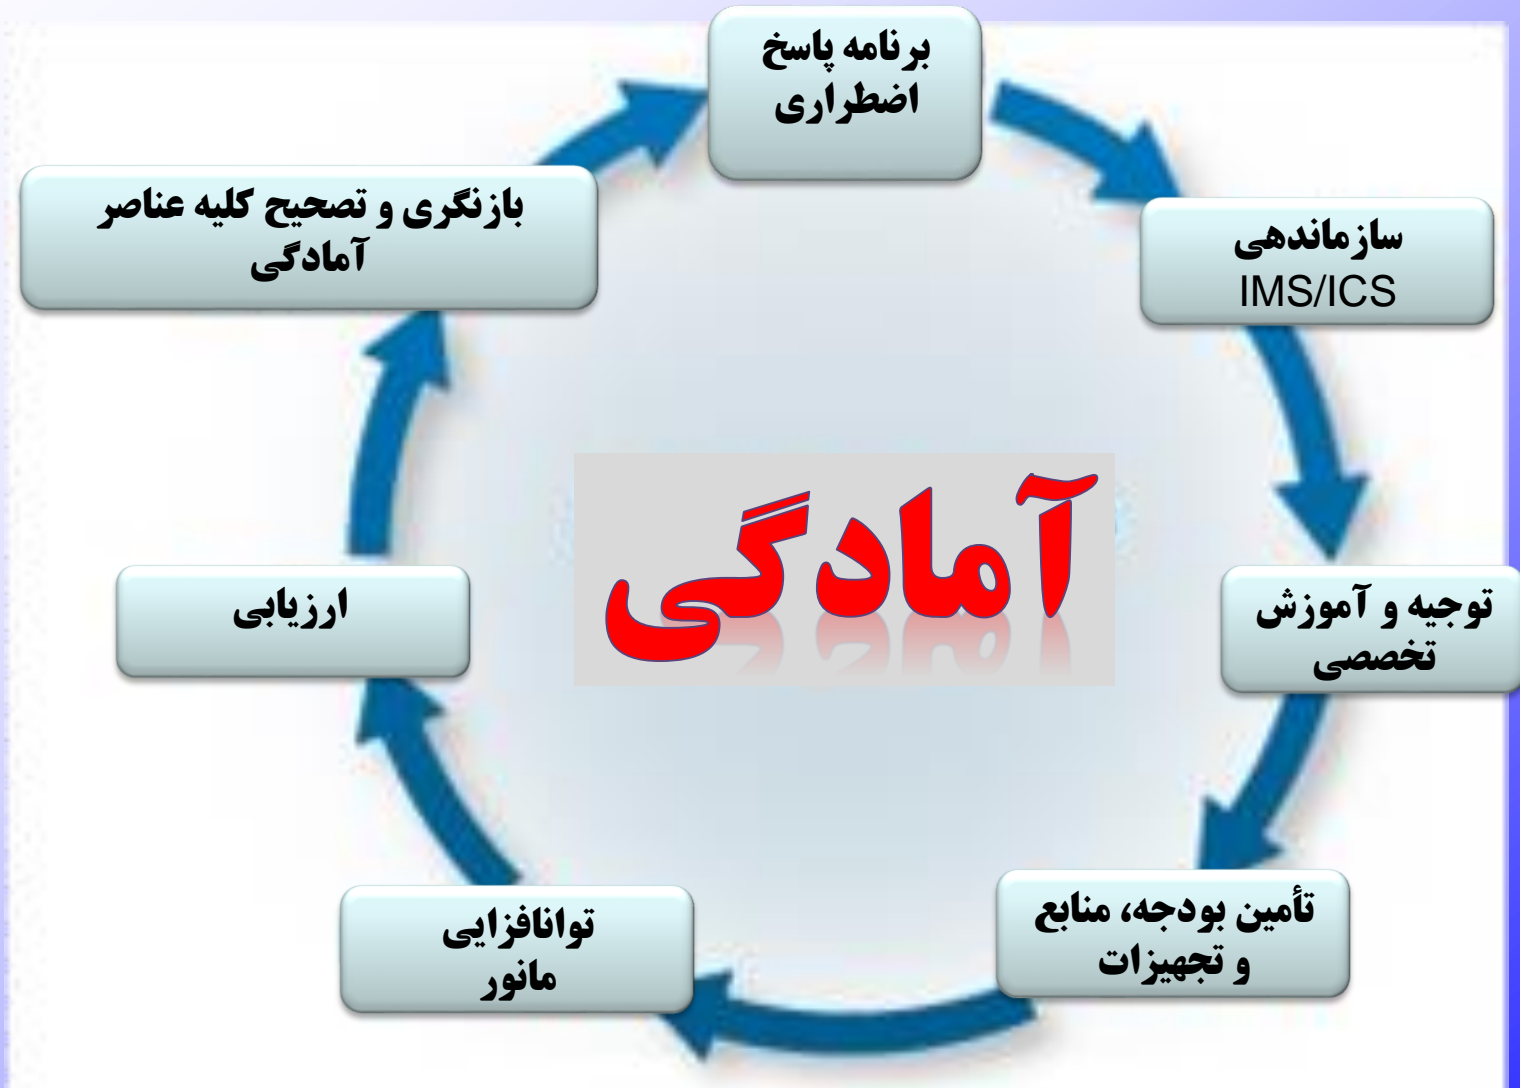 برنامه پاسخ
اضطراری
سازماندهی
IMS/ICS
توجیه و آموزش
تخصصی
تأمین بودجه، منابع
و تجهیزات
توانافزایی
مانور
ارزیابی
بازنگری و تصحیح کلیه عناصر
آمادگی
آمادگی